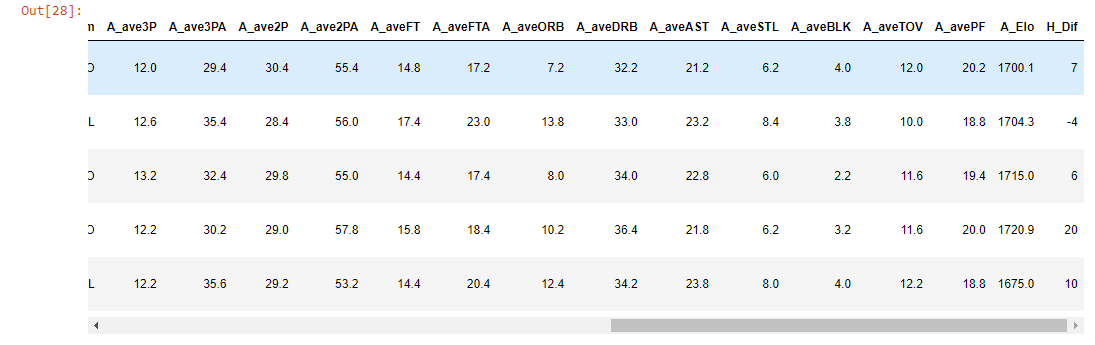 Out[28]:
m A_ave3P A_ave3PA A_ave2P A_ave2PA A_aveFT A_aveFTA A_aveORB A_aveDRB A_aveAST A_aveSTL A_aveBLK A_aveTOV A_avePF A_Elo H_Dif
O 12.0 29.4 30.4 55.4 14.8 17.2 7.2 32.2 21.2 6.2 4.0 12.0 20.2 1700.1 7
L 12.6 35.4 28.4 56.0 17.4 23.0 13.8 33.0 23.2 8.4 3.8 10.0 18.8 1704.3 -4
O 13.2 32.4 29.8 55.0 14.4 17.4 8.0 34.0 22.8 6.0 2.2 11.6 19.4 1715.0 6
O 12.2 30.2 29.0 57.8 15.8 18.4 10.2 36.4 21.8 6.2 3.2 11.6 20.0 1720.9 20
L 12.2 35.6 29.2 53.2 14.4 20.4 12.4 34.2 23.8 8.0 4.0 12.2 18.8 1675.0 10